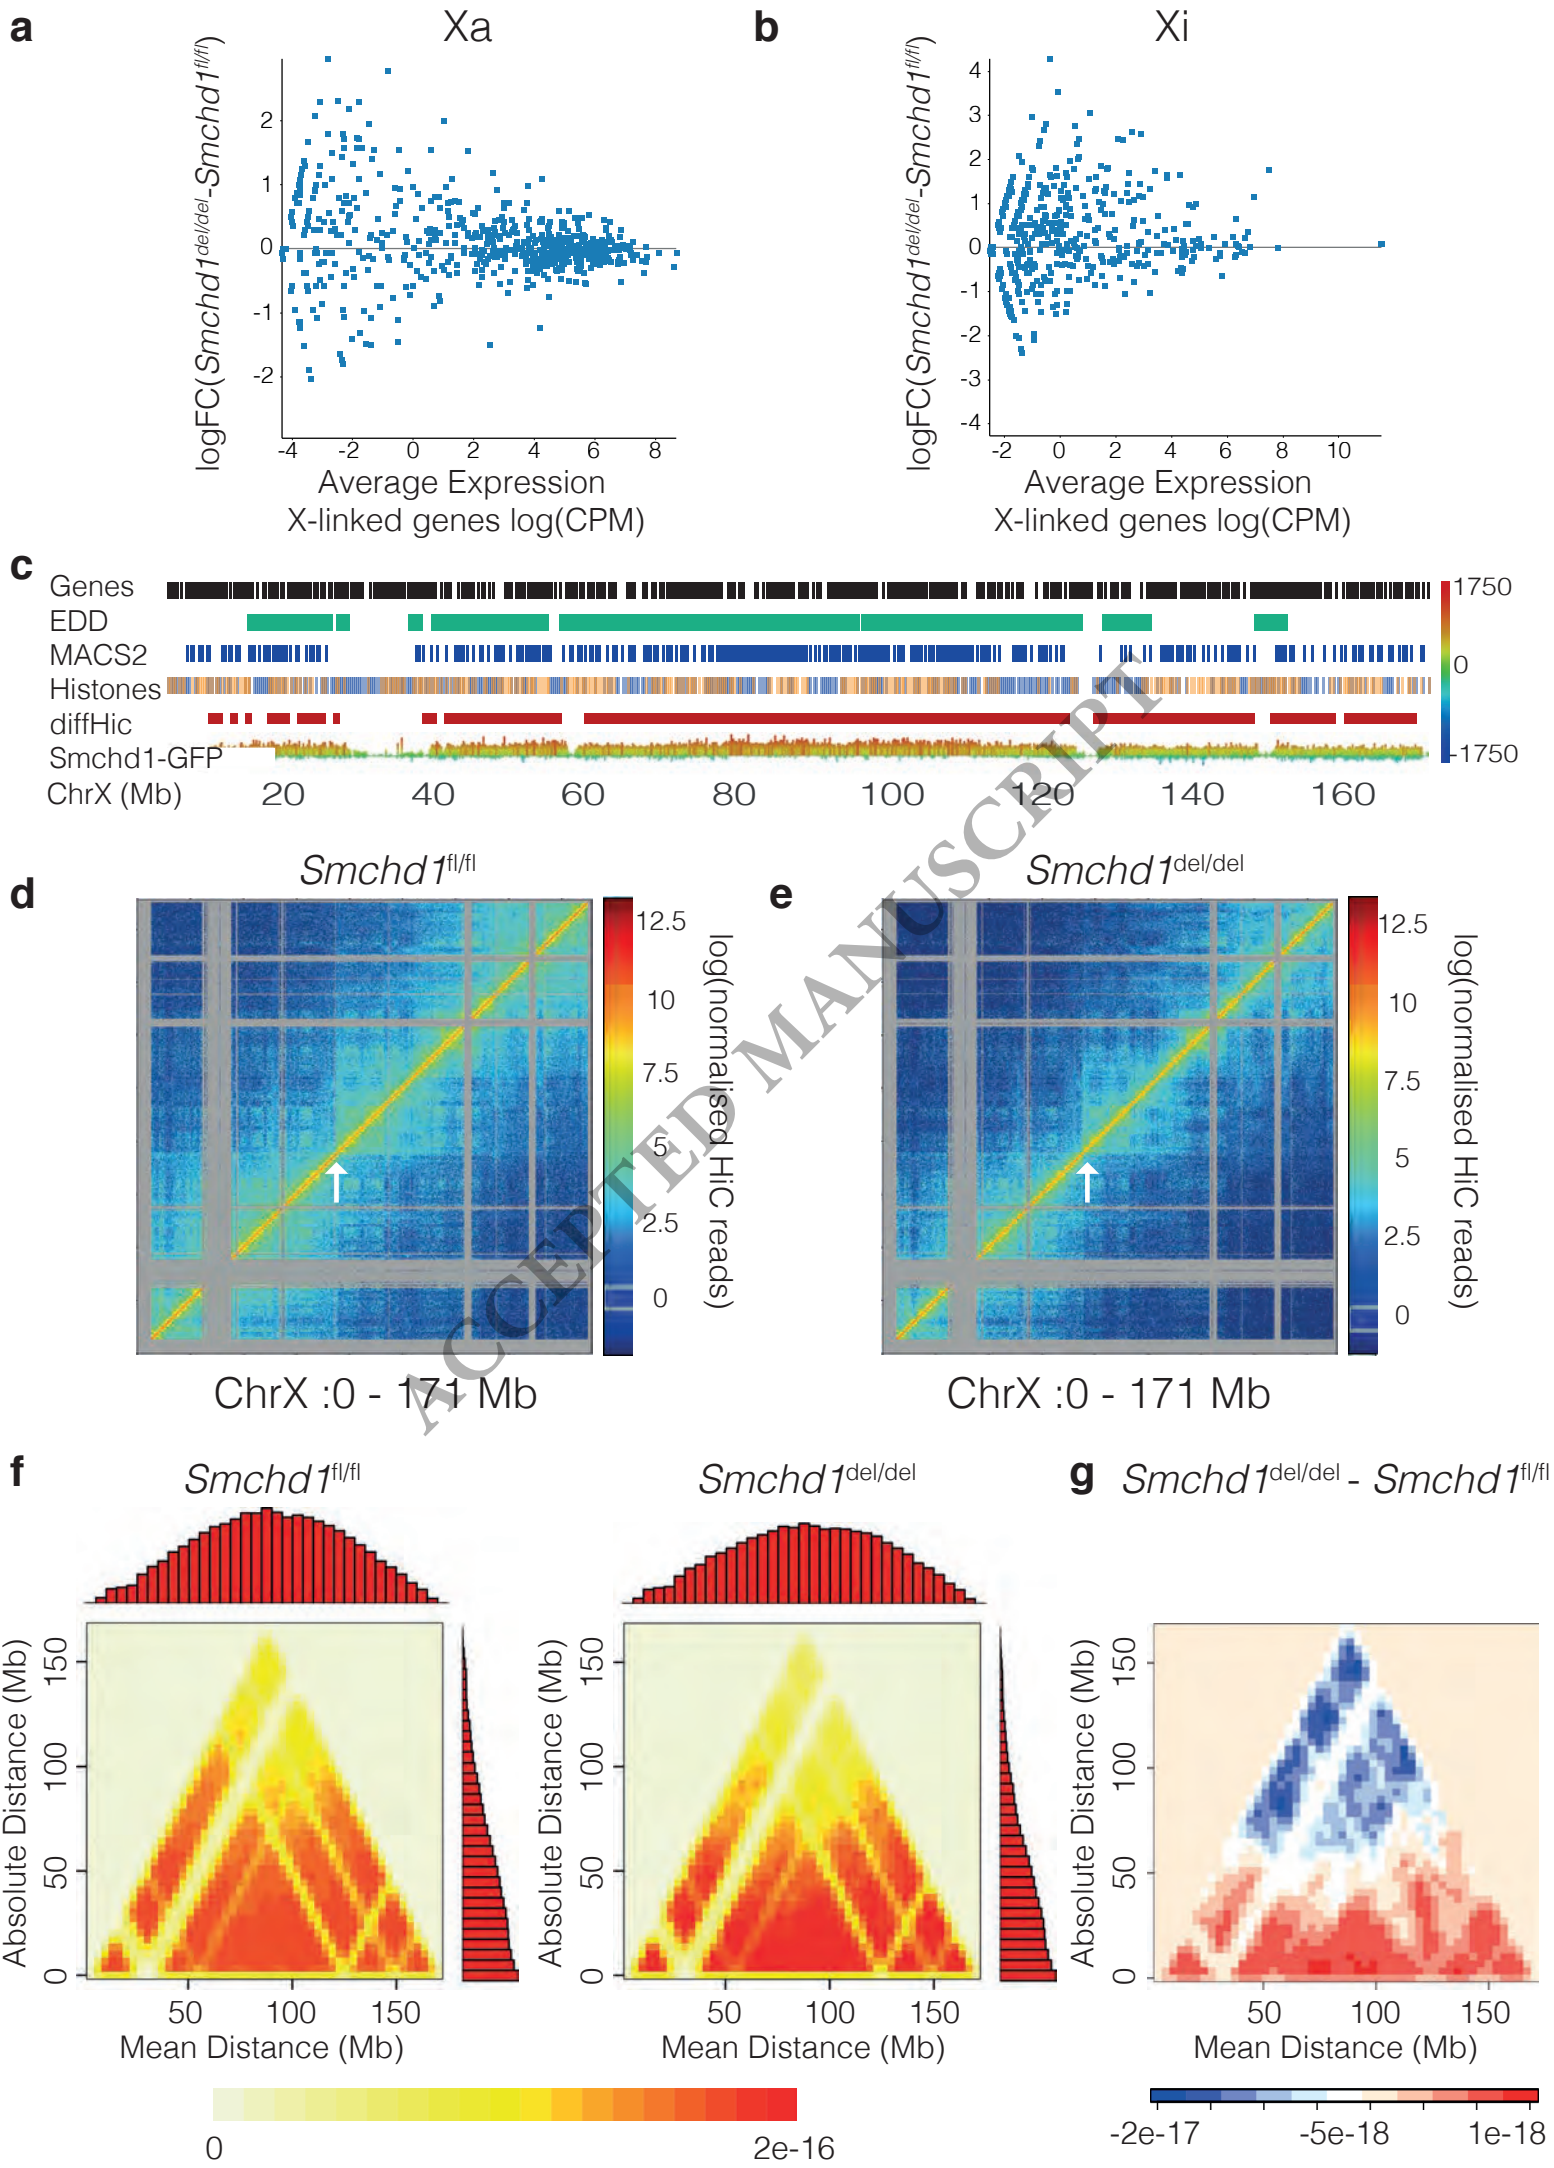 a
Xa
logFC(Smchd1del/del-Smchd1fl/fl)
2
1
0
-1
-2
-4 -2 0 2 4 6 8
Average Expression
X-linked genes log(CPM)
b
Xi
logFC(Smchd1del/del-Smchd1fl/fl)
4
3
2
1
0
-1
-2
-3
-4
-2 0 2 4 6 8 10
Average Expression
X-linked genes log(CPM)
c
Genes
EDD
MACS2
Histones
diffHic
Smchd1-GFP
ChrX (Mb) 20 40 60 80 100 120 140 160
1750
0
-1750
ACCEPTED MANUSCRIPT
d
Smchd1fl/fl
12.5
10
7.5
5
2.5
0
log(normalised HiC reads)
ChrX :0 - 171 Mb
e
Smchd1del/del
12.5
10
7.5
5
2.5
0
log(normalised HiC reads)
ChrX :0 - 171 Mb
f
Smchd1fl/fl
Absolute Distance (Mb)
150
100
50
0
50 100 150
Mean Distance (Mb)
Smchd1del/del
Absolute Distance (Mb)
150
100
50
0
50 100 150
Mean Distance (Mb)
0 2e-16
g
Smchd1del/del - Smchd1fl/fl
Absolute Distance (Mb)
150
100
50
0
50 100 150
Mean Distance (Mb)
-2e-17 -5e-18 1e-18